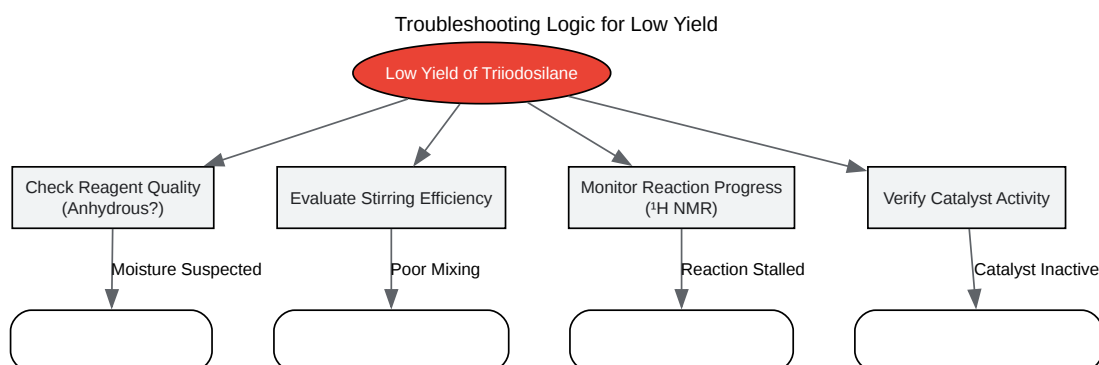 Troubleshooting Logic for Low Yield
Low Yield of Triiodosilane
Check Reagent Quality
(Anhydrous?)
Evaluate Stirring Efficiency
Monitor Reaction Progress
(¹H NMR)
Verify Catalyst Activity
Moisture Suspected
Poor Mixing
Reaction Stalled
Catalyst Inactive